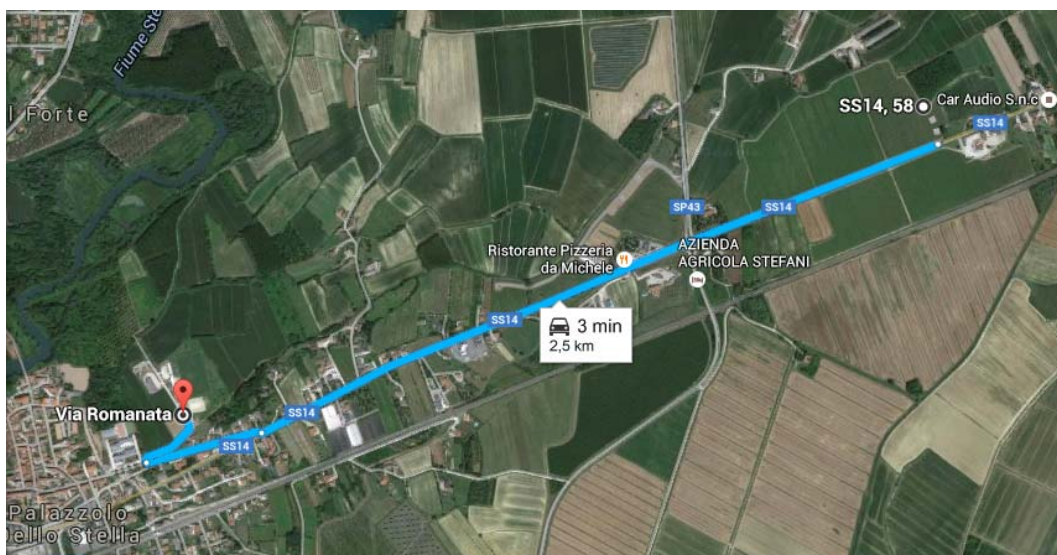 Fiume Ste
l Forte
SS14, 58
Car Audio S.n.c
SS14
SP43
SS14
Ristorante Pizzeria
da Michele
AZIENDA
AGRICOLA STEFANI
SS14
3 min
2,5 km
Via Romanata
SS14
SS14
Palazzolo
Dello Stella